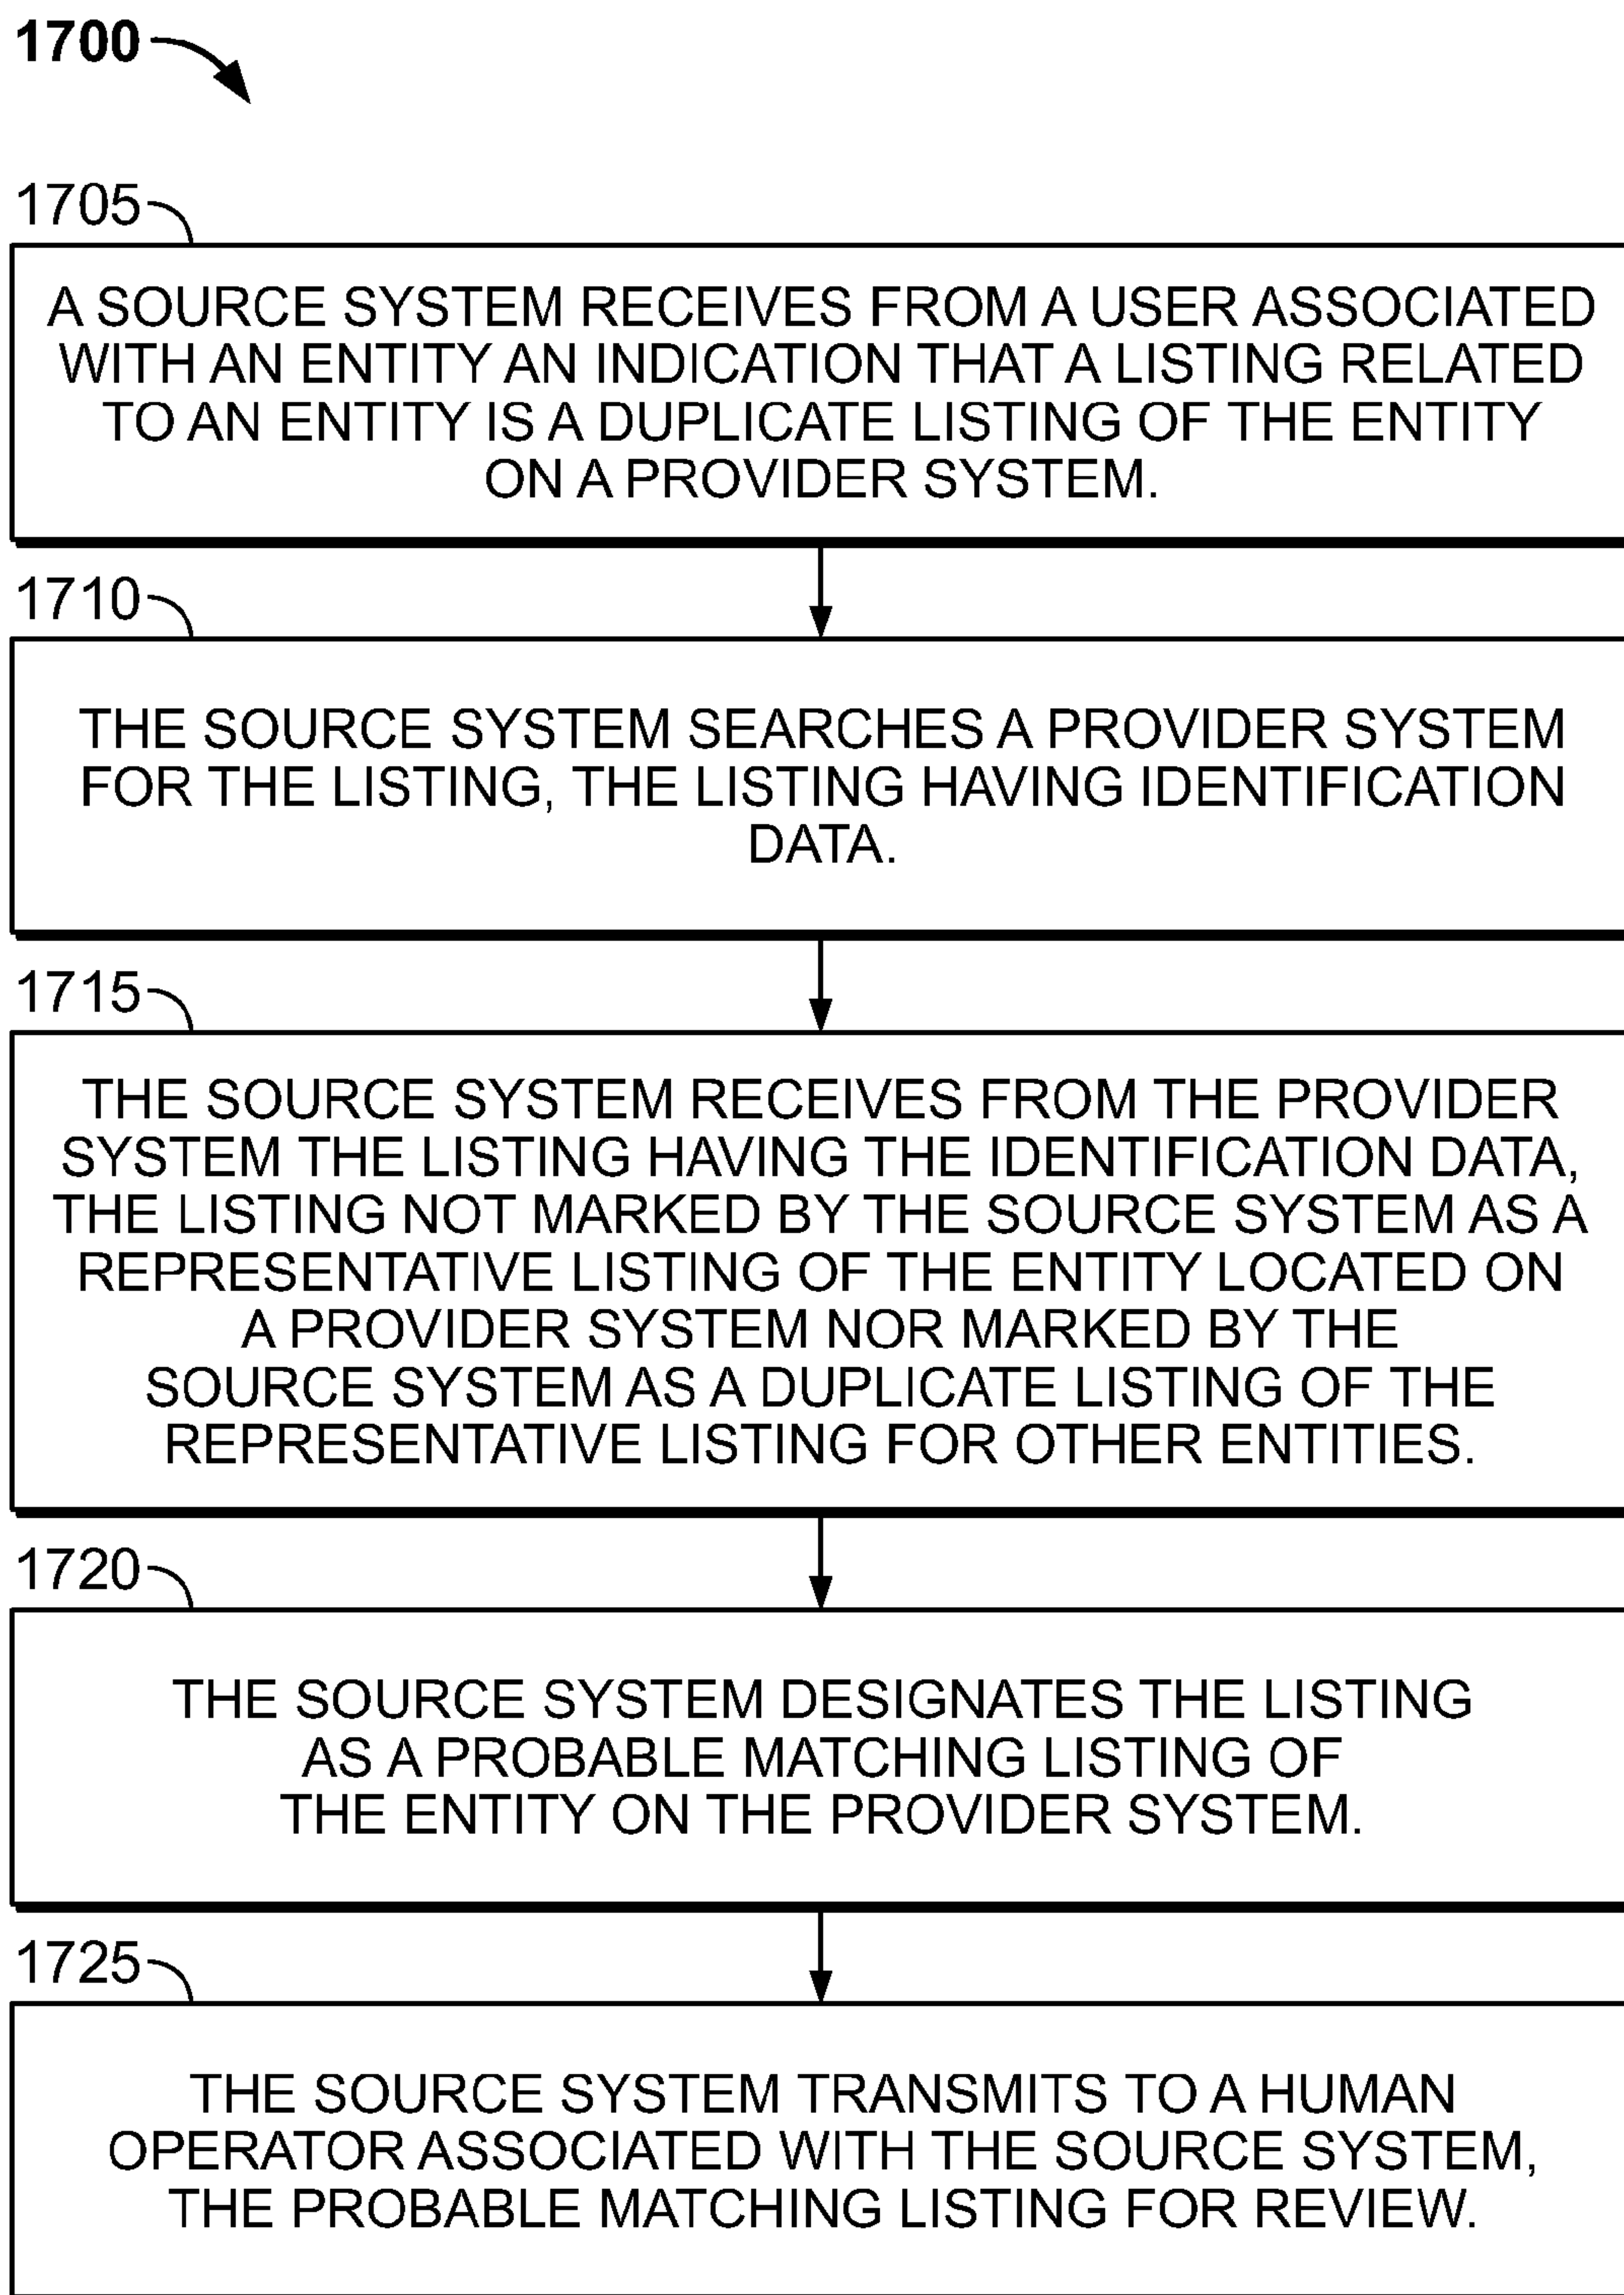 1700
1705
A SOURCE SYSTEM RECEIVES FROM A USER ASSOCIATED
WITH AN ENTITY AN INDICATION THAT A LISTING RELATED
TO AN ENTITY IS A DUPLICATE LISTING OF THE ENTITY
ON A PROVIDER SYSTEM.
1710
THE SOURCE SYSTEM SEARCHES A PROVIDER SYSTEM
FOR THE LISTING, THE LISTING HAVING IDENTIFICATION
DATA.
1715
THE SOURCE SYSTEM RECEIVES FROM THE PROVIDER
SYSTEM THE LISTING HAVING THE IDENTIFICATION DATA,
THE LISTING NOT MARKED BY THE SOURCE SYSTEM AS A
REPRESENTATIVE LISTING OF THE ENTITY LOCATED ON
A PROVIDER SYSTEM NOR MARKED BY THE
SOURCE SYSTEM AS A DUPLICATE LISTING OF THE
REPRESENTATIVE LISTING FOR OTHER ENTITIES.
1720
THE SOURCE SYSTEM DESIGNATES THE LISTING
AS A PROBABLE MATCHING LISTING OF
THE ENTITY ON THE PROVIDER SYSTEM.
1725
THE SOURCE SYSTEM TRANSMITS TO A HUMAN
OPERATOR ASSOCIATED WITH THE SOURCE SYSTEM,
THE PROBABLE MATCHING LISTING FOR REVIEW.